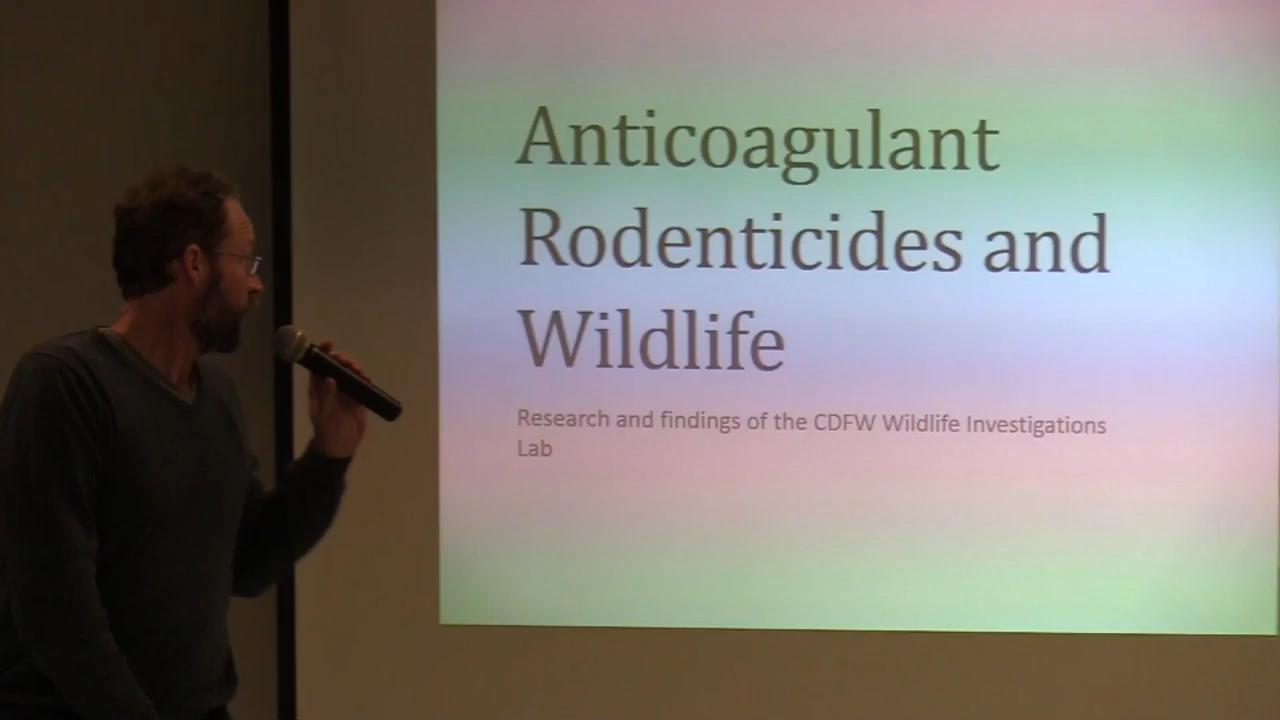 Anticoagulant
Rodenticides and
Wildlife
Research and findings of the CDFW Wildlife Investigations
Lab